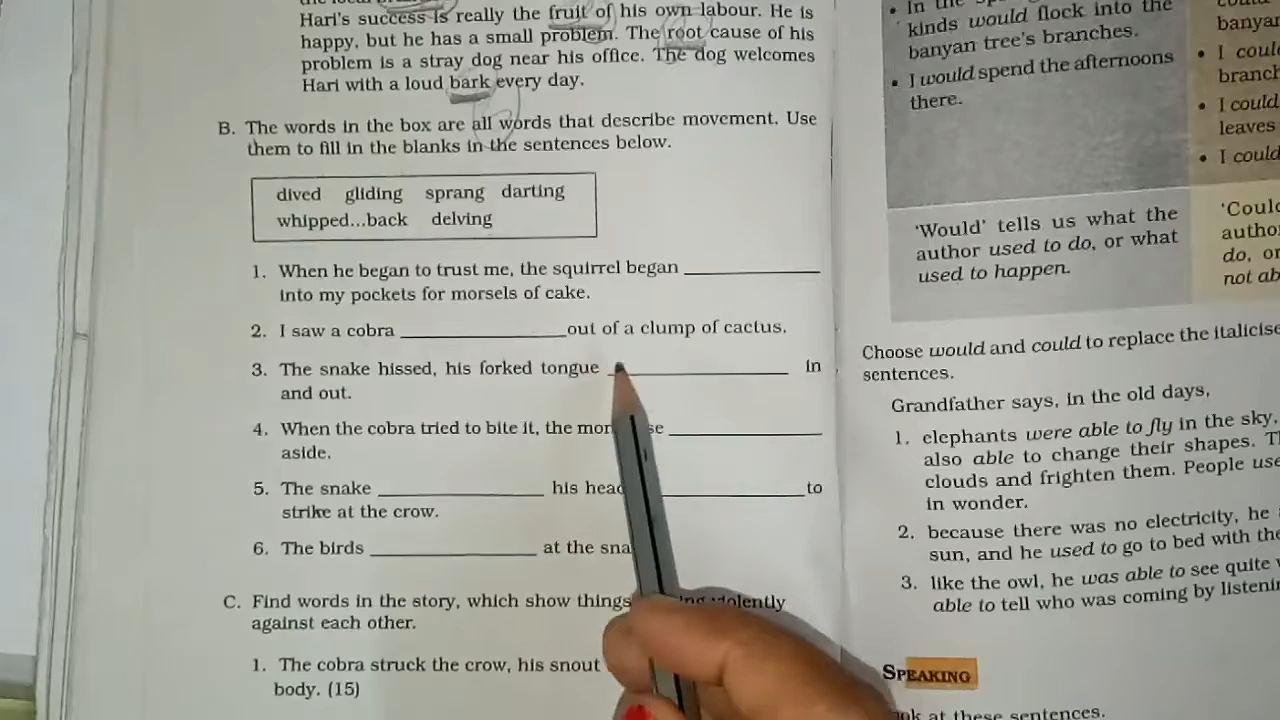 Hari's success is really the fruit of his own labour. He is
happy, but he has a small problem. The root cause of his
problem is a stray dog near his office. The dog welcomes
Hari with a loud bark every day.
B. The words in the box are all words that describe movement. Use
them to fill in the blanks in the sentences below.
dived gliding sprang darting
whipped...back delving
1. When he began to trust me, the squirrel began ____________
into my pockets for morsels of cake.
2. I saw a cobra ______________ out of a clump of cactus.
3. The snake hissed, his forked tongue ______________ in
and out.
4. When the cobra tried to bite it, the ____________
aside.
5. The snake ______________ his head ____________ to
strike at the crow.
6. The birds ______________ at the
C. Find words in the story, which show things violently
against each other.
1. The cobra struck the crow, his snout
body. (15)
• In the
kinds would flock into the
banyan tree's branches.
• I would spend the afternoons
there.
'Would' tells us what the
author used to do, or what
used to happen.
• I could
• I could
leaves
• I could
Choose would and could to replace the
sentences.
Grandfather says, in the old days,
1. elephants were able to fly in the sky,
also able to change their shapes.
clouds and frighten them. People
in wonder.
2. because there was no electricity, he
sun, and he used to go to bed with the
3. like the owl, he was able to see quite
able to tell who was coming by
SPEAKING
at these sentences.